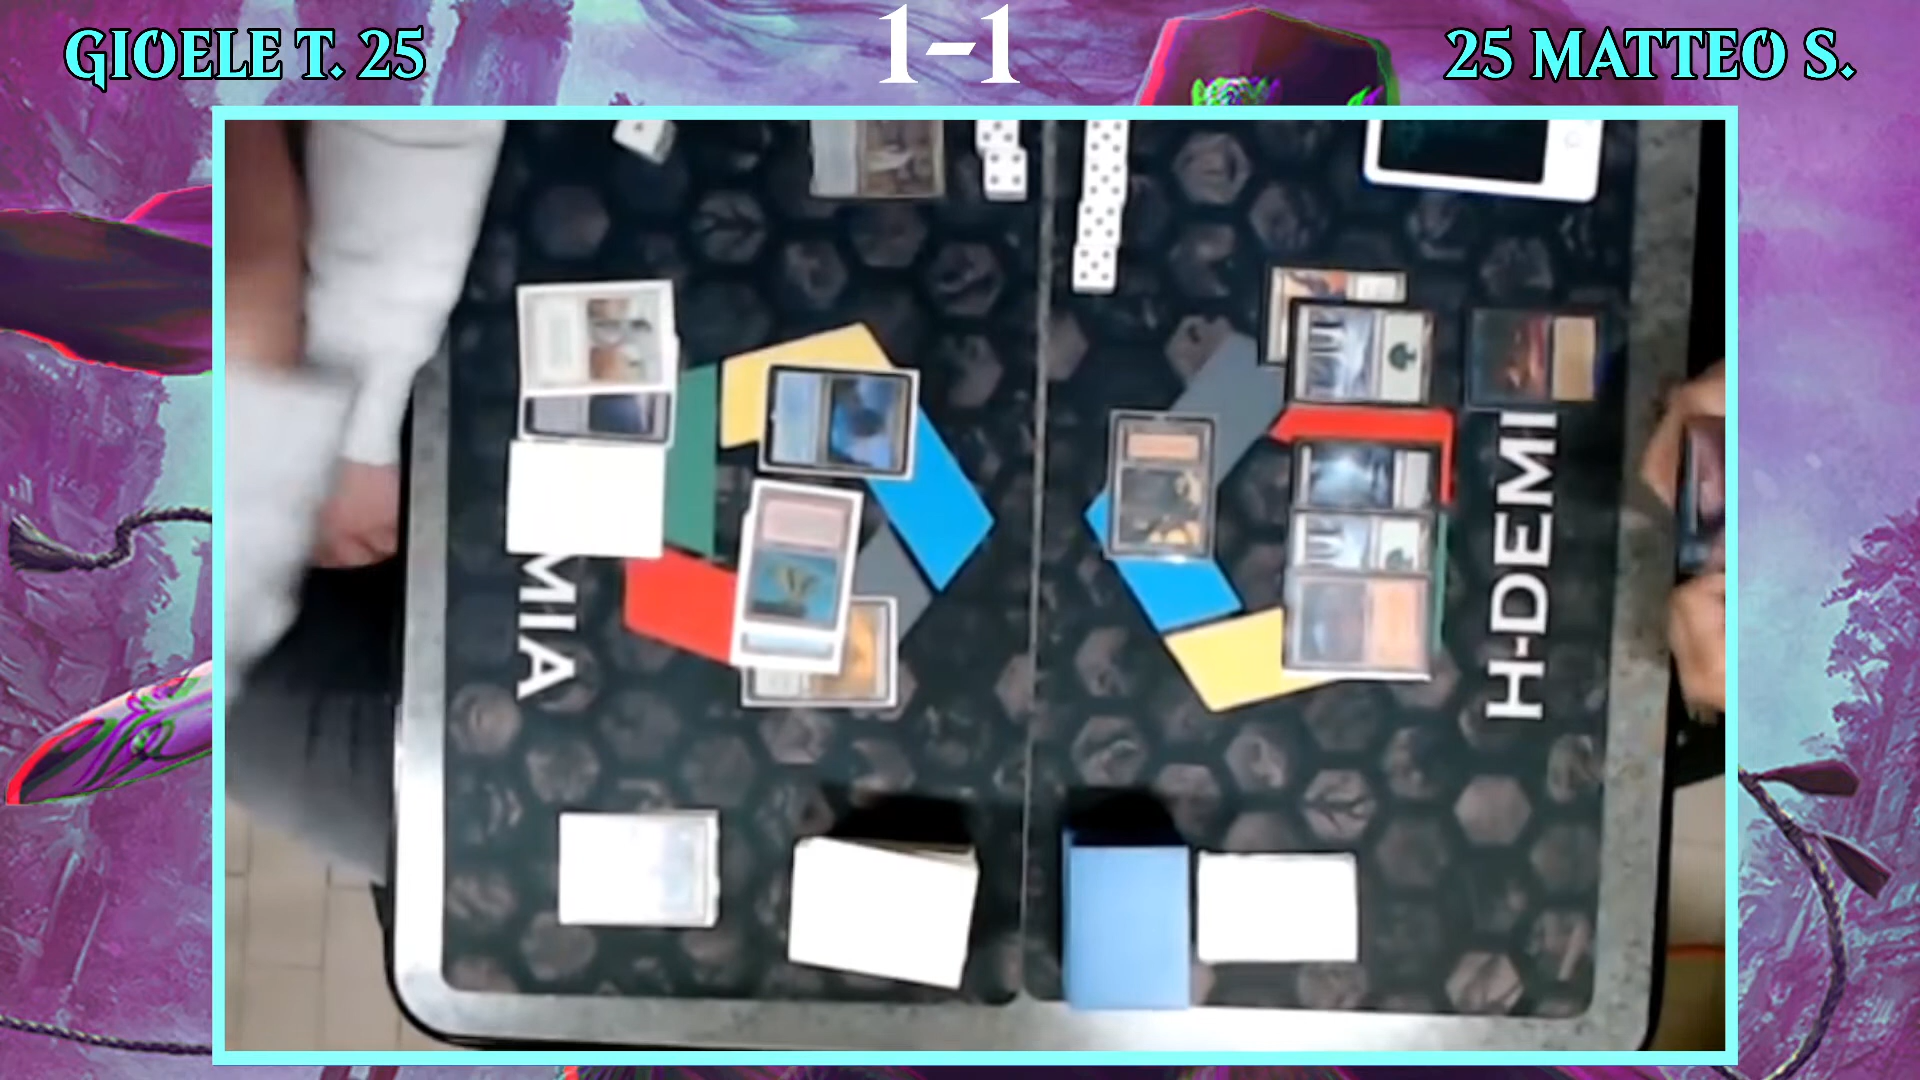 GIOELE T. 25
1-1
25 MATTEO S.
MIA
H-DEMI